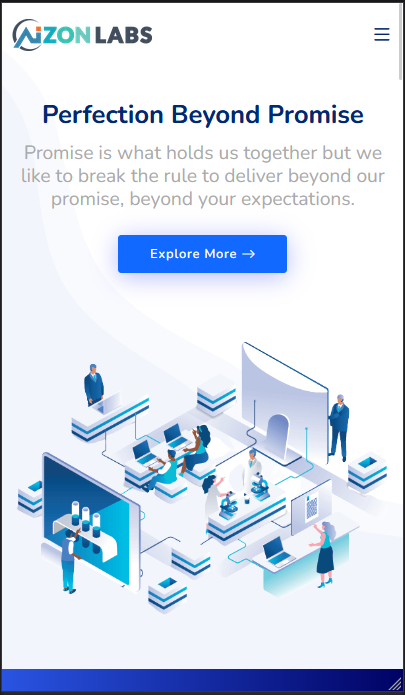 AIZON LABS
Perfection Beyond Promise
Promise is what holds us together but we
like to break the rule to deliver beyond our
promise, beyond your expectations.
Explore More →